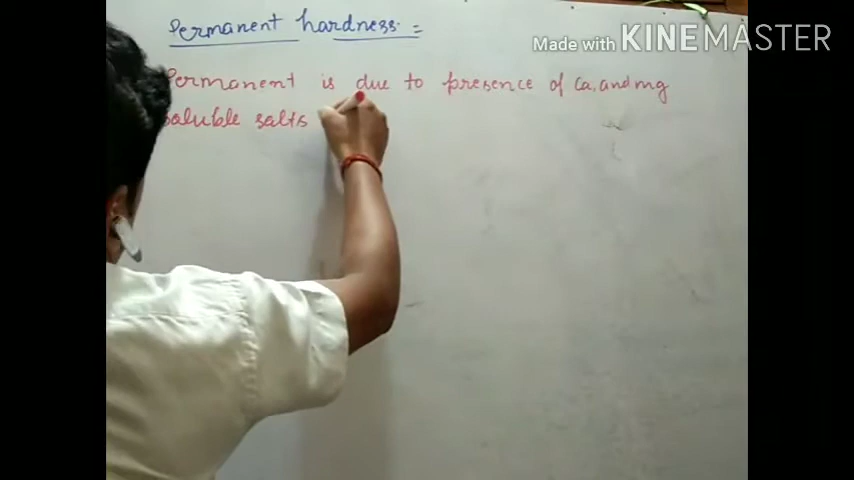 Permanent hardness =
Made with KINEMASTER
Permanent is due to presence of Ca, and mg
soluble salts